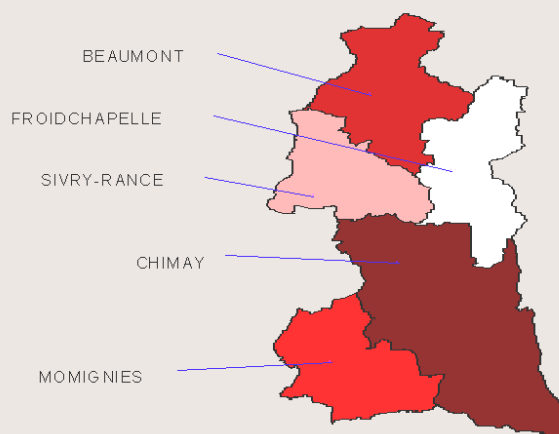 BEAUMONT
FROIDCHAPELLE
SIVRY-RANCE
CHIMAY
MOMIGNIES